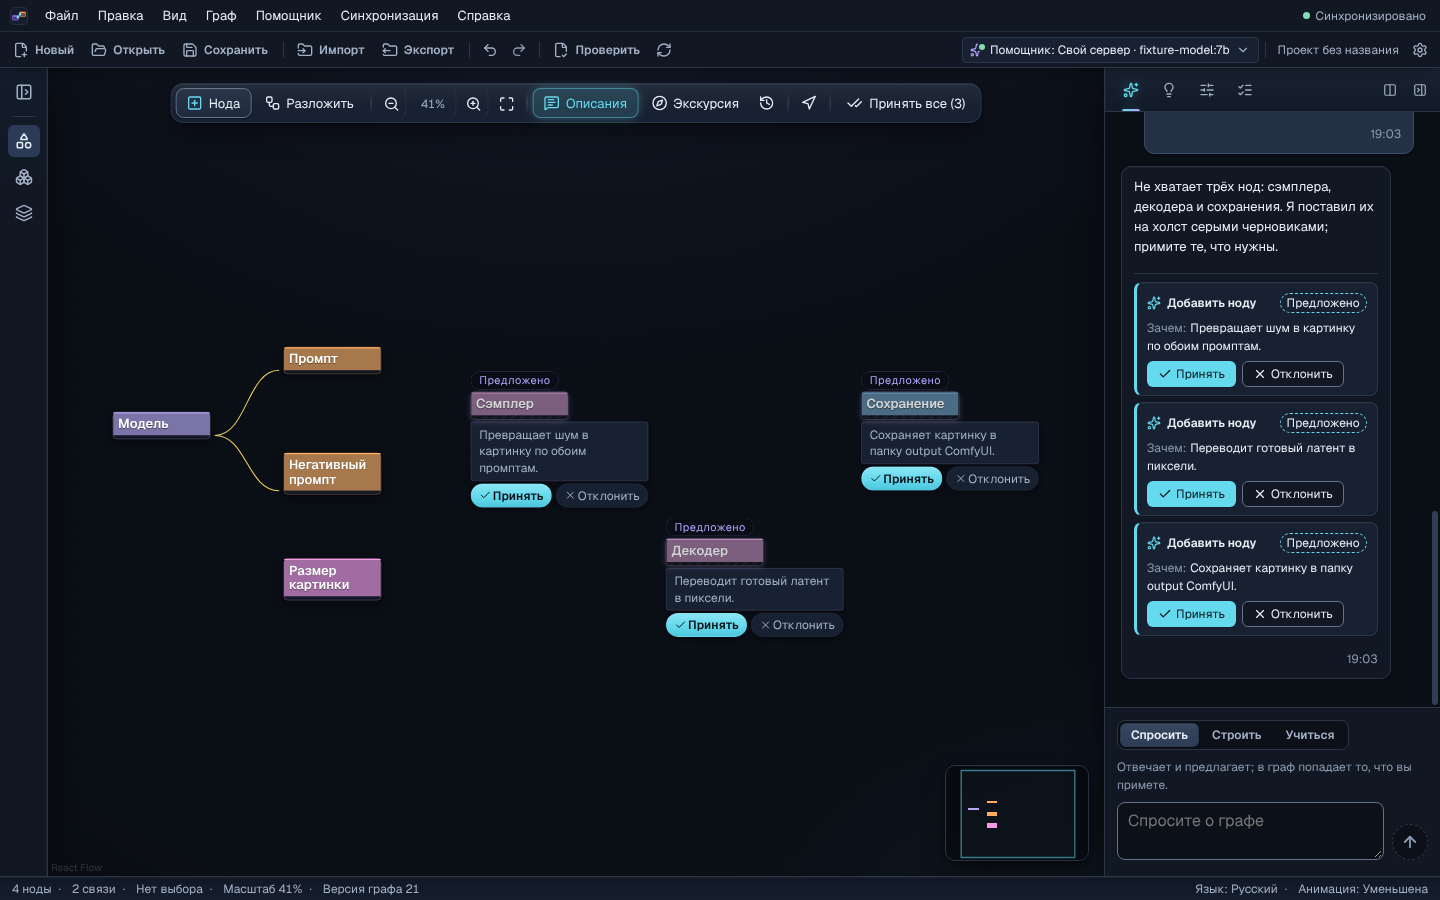 Файл Правка Вид Граф Помощник Синхронизация Справка Синхронизировано
Новый Открыть Сохранить Импорт Экспорт Проверить Помощник: Свой сервер · fixture-model:7b Проект без названия
Нода Разложить 41% Описания Экскурсия Принять все (3)
Промпт
Модель
Негативный
промпт
Размер
картинки
Предложено
Сэмплер
Превращает шум в
картинку по обоим
промптам.
Принять Отклонить
Предложено
Декодер
Переводит готовый латент
в пиксели.
Принять Отклонить
Предложено
Сохранение
Сохраняет картинку в
папку output ComfyUI.
Принять Отклонить
React Flow
19:03
Не хватает трёх нод: сэмплера,
декодера и сохранения. Я поставил их
на холст серыми черновиками;
примите те, что нужны.
Добавить ноду Предложено
Зачем: Превращает шум в картинку
по обоим промптам.
Принять Отклонить
Добавить ноду Предложено
Зачем: Переводит готовый латент в
пиксели.
Принять Отклонить
Добавить ноду Предложено
Зачем: Сохраняет картинку в папку
output ComfyUI.
Принять Отклонить
19:03
Спросить Строить Учиться
Отвечает и предлагает; в граф попадает то, что вы
примете.
Спросите о графе
4 ноды · 2 связи · Нет выбора · Масштаб 41% · Версия графа 21 Язык: Русский · Анимация: Уменьшена